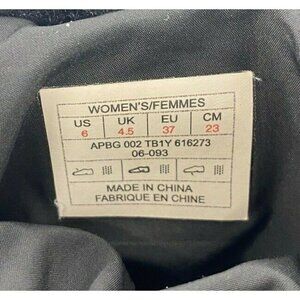 WOMEN'S/FEMMES
US UK EU CM
6 4.5 37 23
APBG 002 TB1Y 616273
06-093
MADE IN CHINA
FABRIQUE EN CHINE